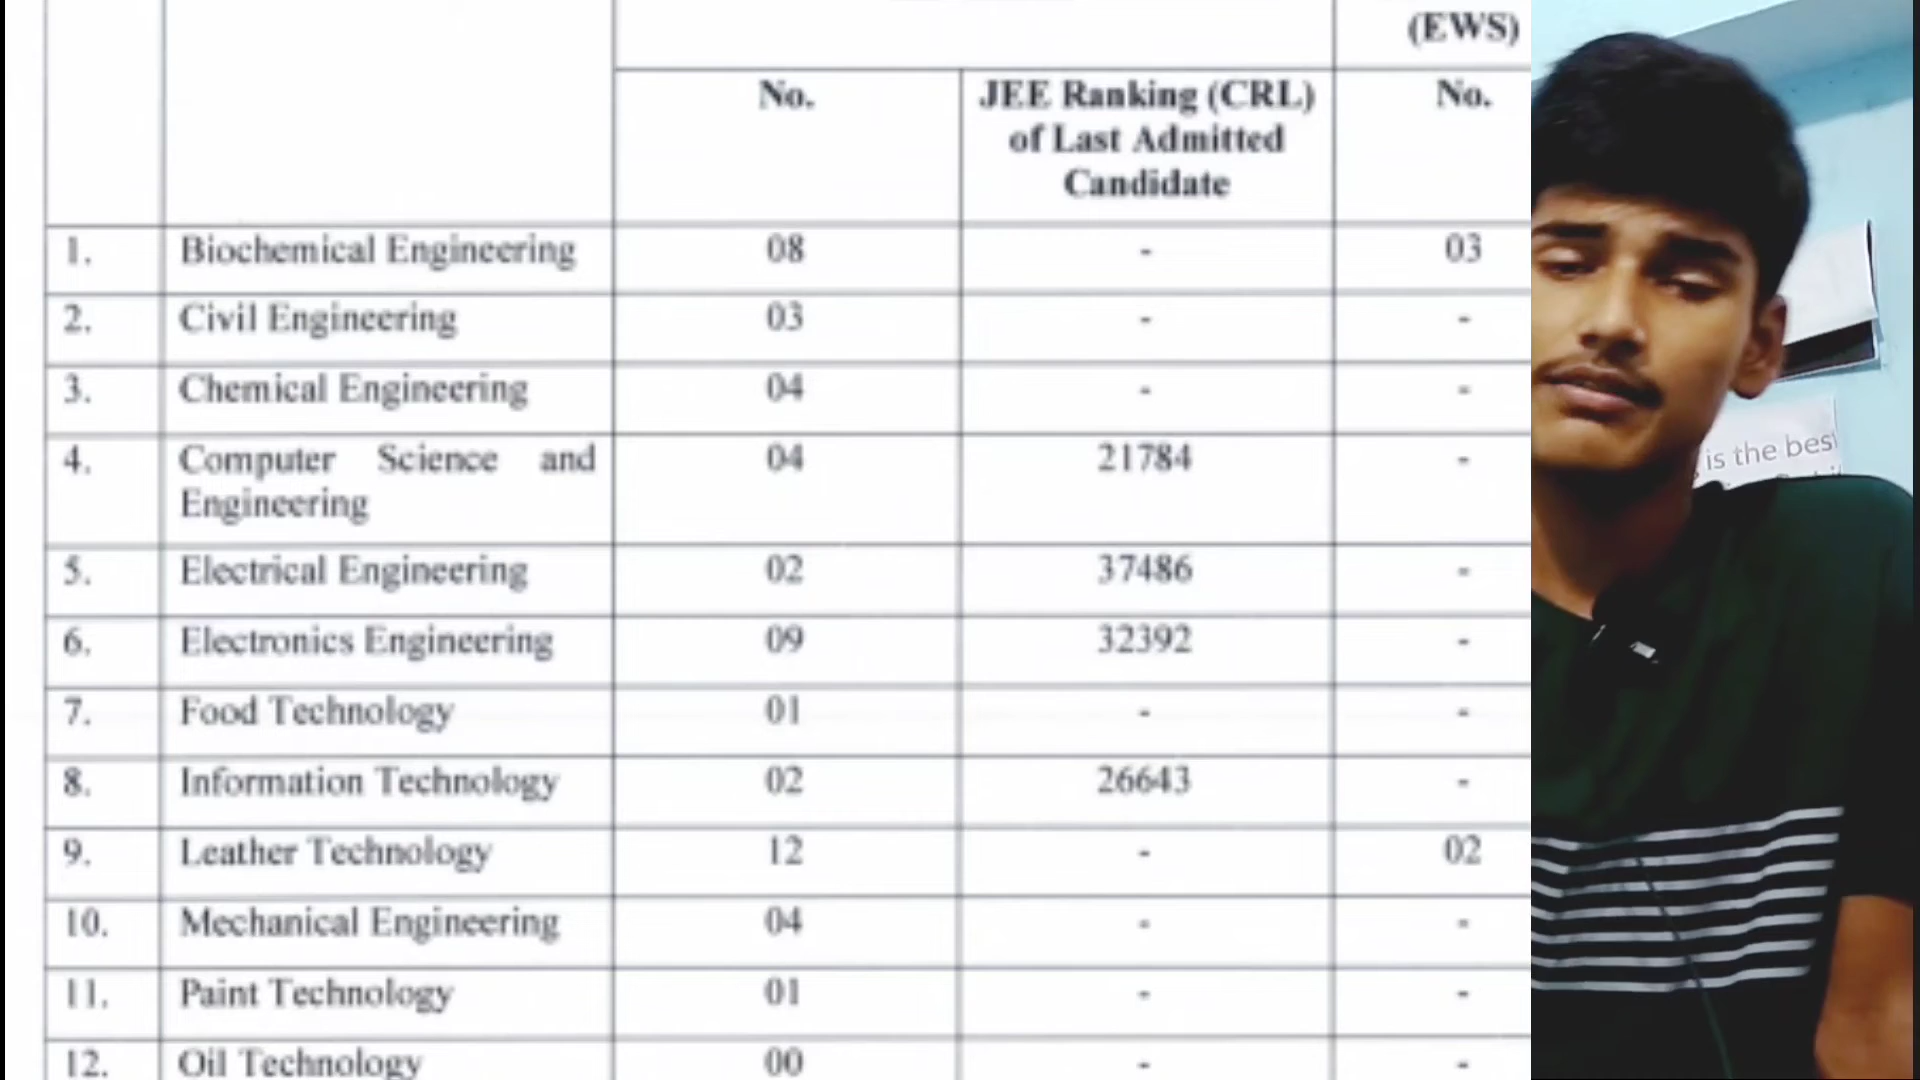 (EWS)
No. JEE Ranking (CRL) No.
of Last Admitted
Candidate
1. Biochemical Engineering 08 - 03
2. Civil Engineering 03 - -
3. Chemical Engineering 04 - -
4. Computer Science and 04 21784 -
Engineering
5. Electrical Engineering 02 37486 -
6. Electronics Engineering 09 32392 -
7. Food Technology 01 - -
8. Information Technology 02 26643 -
9. Leather Technology 12 - 02
10. Mechanical Engineering 04 - -
11. Paint Technology 01 - -
12. Oil Technology 00 - -
is the best